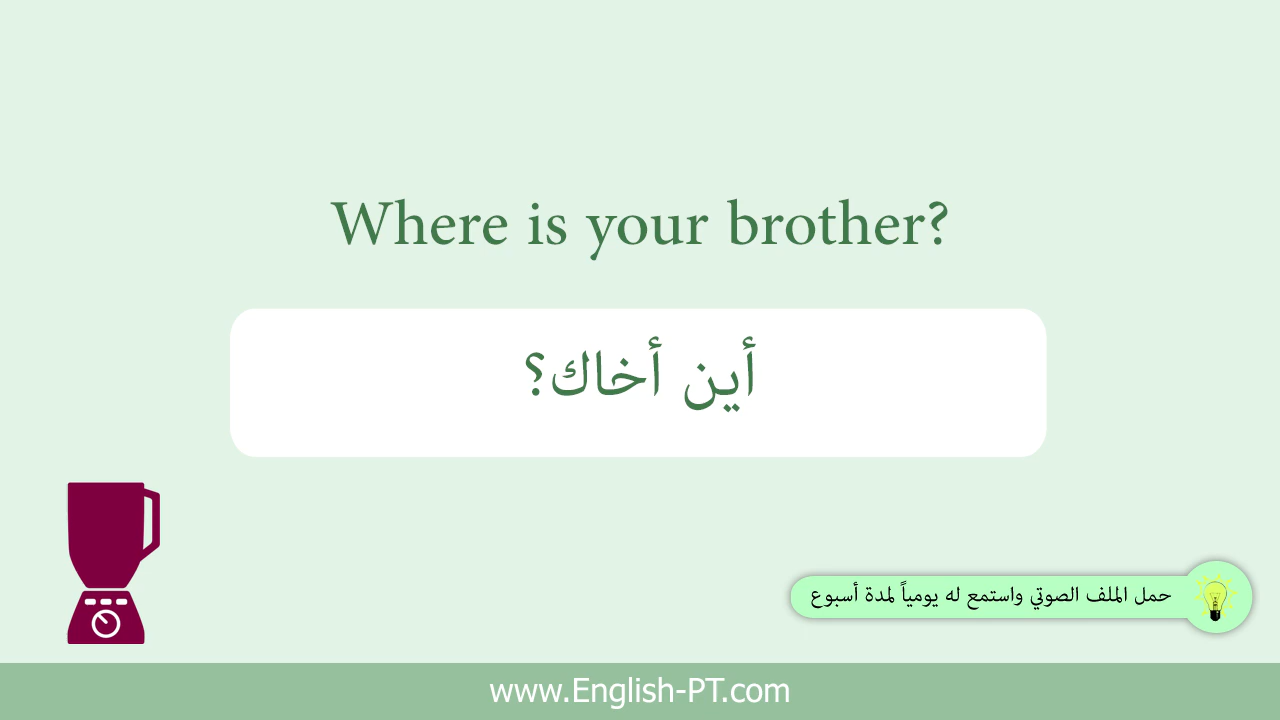 Where is your brother?
أين أخاك؟
حمل الملف الصوتي واستمع له يومياً لمدة أسبوع
www.English-PT.com